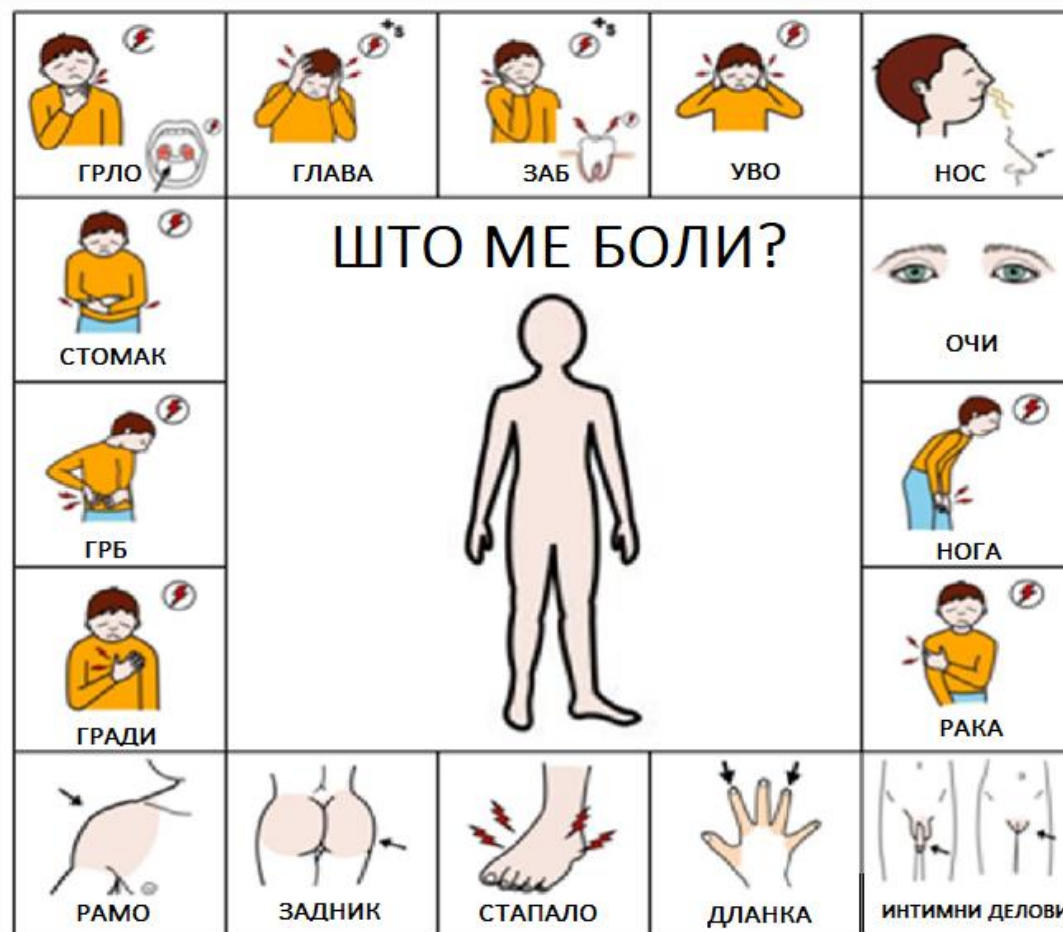 ГРЛО
ГЛАВА
ЗАБ
УВО
НОС
СТОМАК
ШТО МЕ БОЛИ?
ОЧИ
ГРБ
НОГА
ГРАДИ
РАКА
РАМО
ЗАДНИК
СТАПАЛО
ДЛАНКА
ИНТИМНИ ДЕЛОВИ
+s
+s